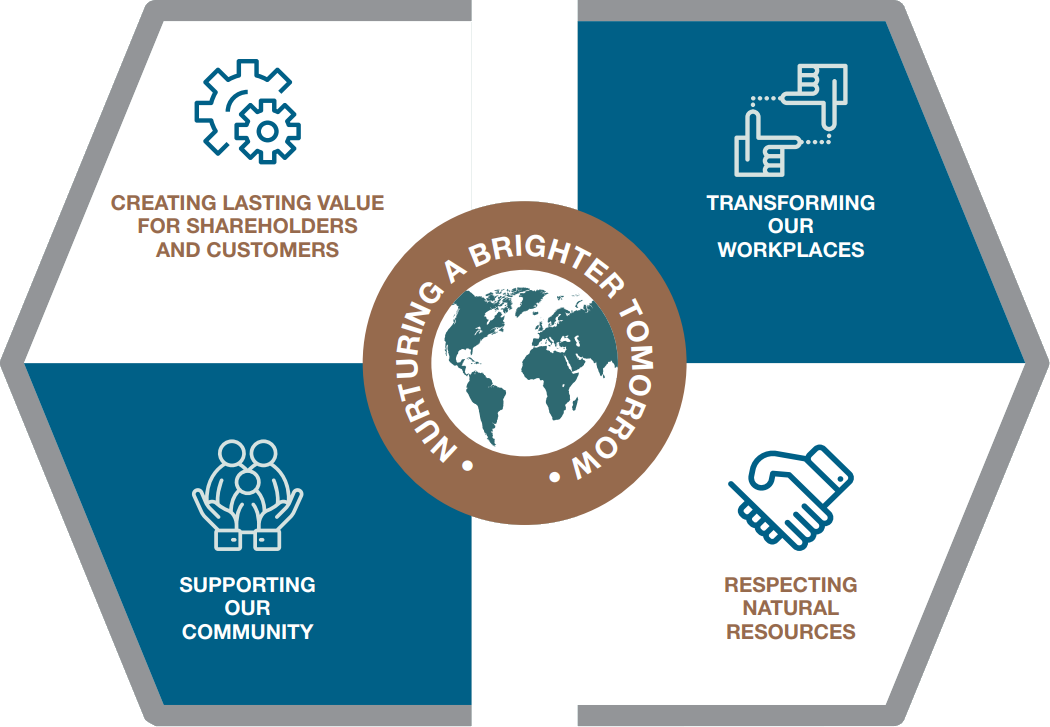 CREATING LASTING VALUE
FOR SHAREHOLDERS
AND CUSTOMERS
TRANSFORMING
OUR
WORKPLACES
• NURTURING A BRIGHTER TOMORROW •
SUPPORTING
OUR
COMMUNITY
RESPECTING
NATURAL
RESOURCES